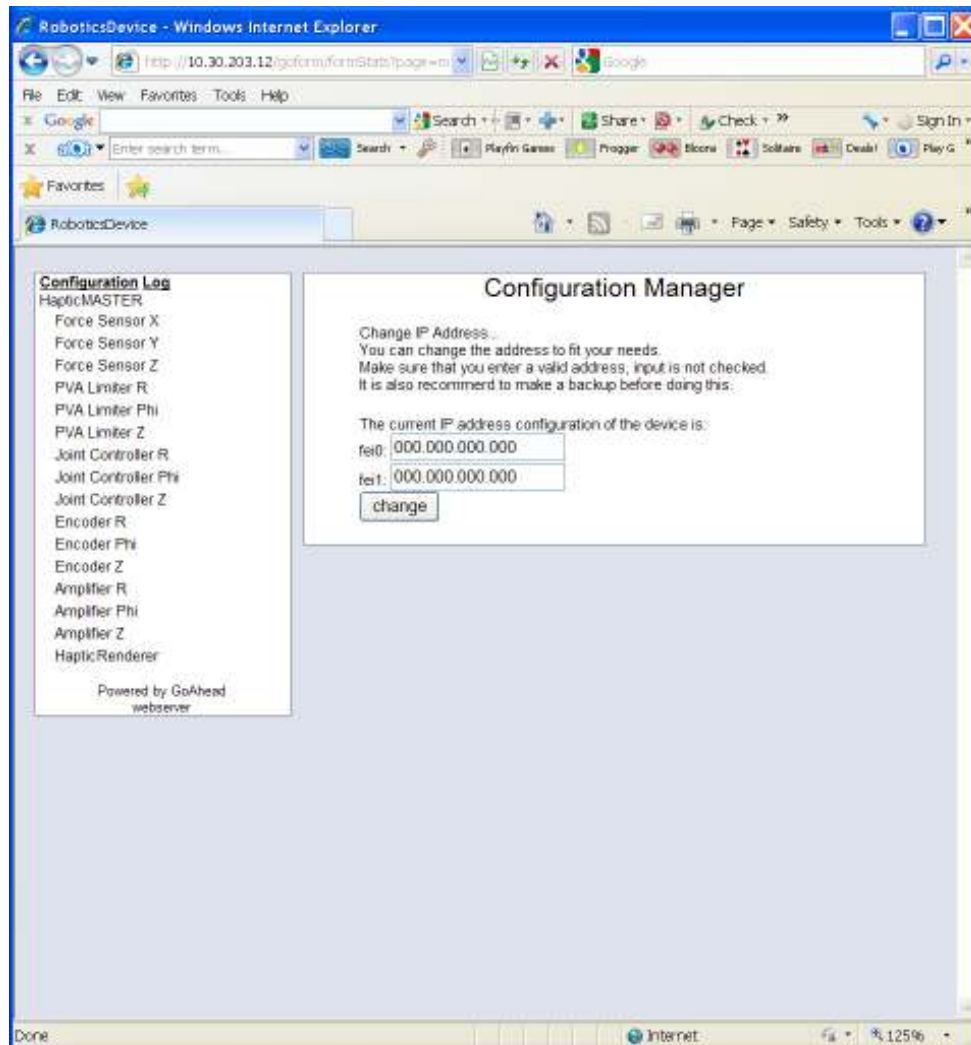 RoboticsDevice - Windows Internet Explorer
http://10.30.203.12/goform/formStats?page=m
Google
File Edit View Favorites Tools Help
x Google
Search
Share
Check
Sign In
X
Enter search term...
Search
Playfin Games
Frogger
Solitaire
Deals!
Play G
Favorites
RoboticsDevice
Page
Safety
Tools
Configuration Log
HapticMASTER
Force Sensor X
Force Sensor Y
Force Sensor Z
PVA Limiter R
PVA Limiter Phi
PVA Limiter Z
Joint Controller R
Joint Controller Phi
Joint Controller Z
Encoder R
Encoder Phi
Encoder Z
Amplifier R
Amplifier Phi
Amplifier Z
HapticRenderer
Powered by GoAhead
webserver
Configuration Manager
Change IP Address...
You can change the address to fit your needs.
Make sure that you enter a valid address, input is not checked.
It is also recommerd to make a backup before doing this.
The current IP address configuration of the device is:
fei0: 000.000.000.000
fei1: 000.000.000.000
change
Done
Internet
125%